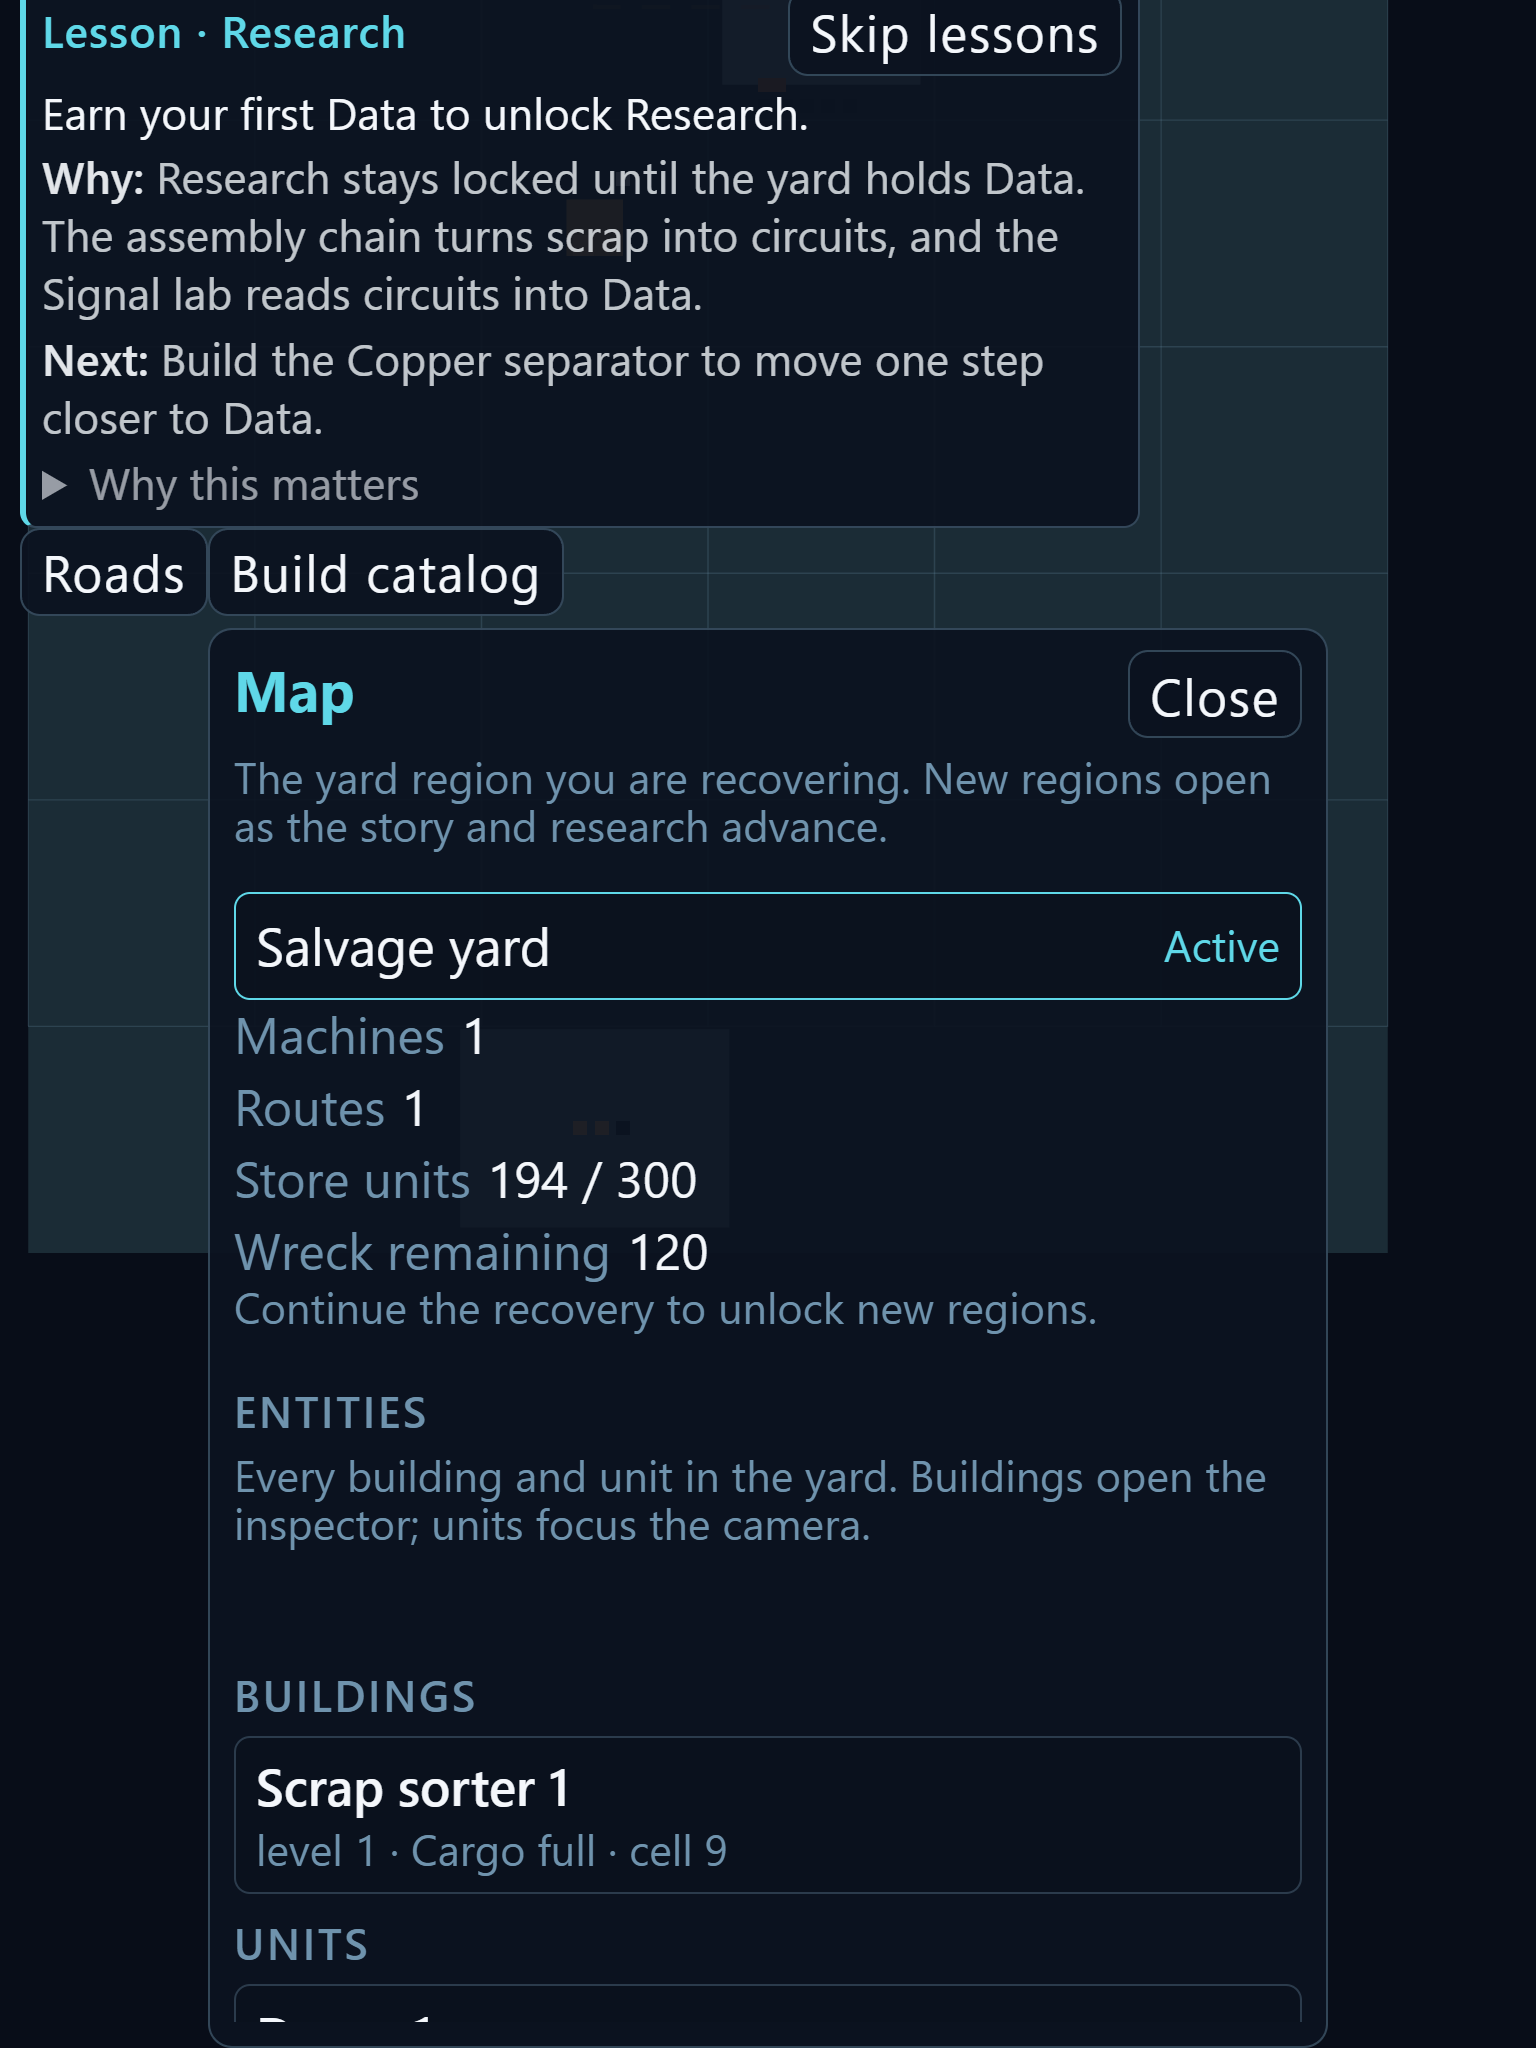 Lesson · Research
Skip lessons
Earn your first Data to unlock Research.
Why: Research stays locked until the yard holds Data.
The assembly chain turns scrap into circuits, and the
Signal lab reads circuits into Data.
Next: Build the Copper separator to move one step
closer to Data.
▶ Why this matters
Roads
Build catalog
Map
Close
The yard region you are recovering. New regions open
as the story and research advance.
Salvage yard
Active
Machines 1
Routes 1
Store units 194 / 300
Wreck remaining 120
Continue the recovery to unlock new regions.
ENTITIES
Every building and unit in the yard. Buildings open the
inspector; units focus the camera.
BUILDINGS
Scrap sorter 1
level 1 · Cargo full · cell 9
UNITS